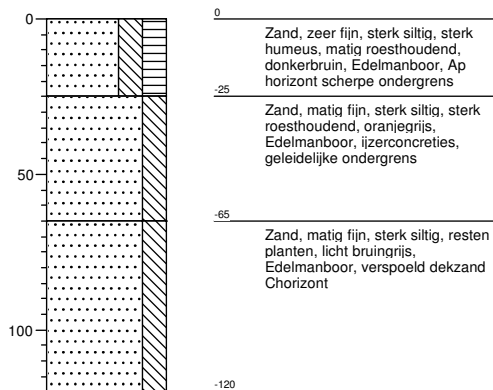 0
0
Zand, zeer fijn, sterk siltig, sterk
humeus, matig roesthoudend,
donkerbruin, Edelmanboor, Ap
horizont scherpe ondergrens
-25
Zand, matig fijn, sterk siltig, sterk
roesthoudend, oranjegrijs,
Edelmanboor, ijzerconcreties,
geleidelijke ondergrens
50
-65
Zand, matig fijn, sterk siltig, resten
planten, licht bruingrijs,
Edelmanboor, verspoeld dekzand
Chorizont
100
-120